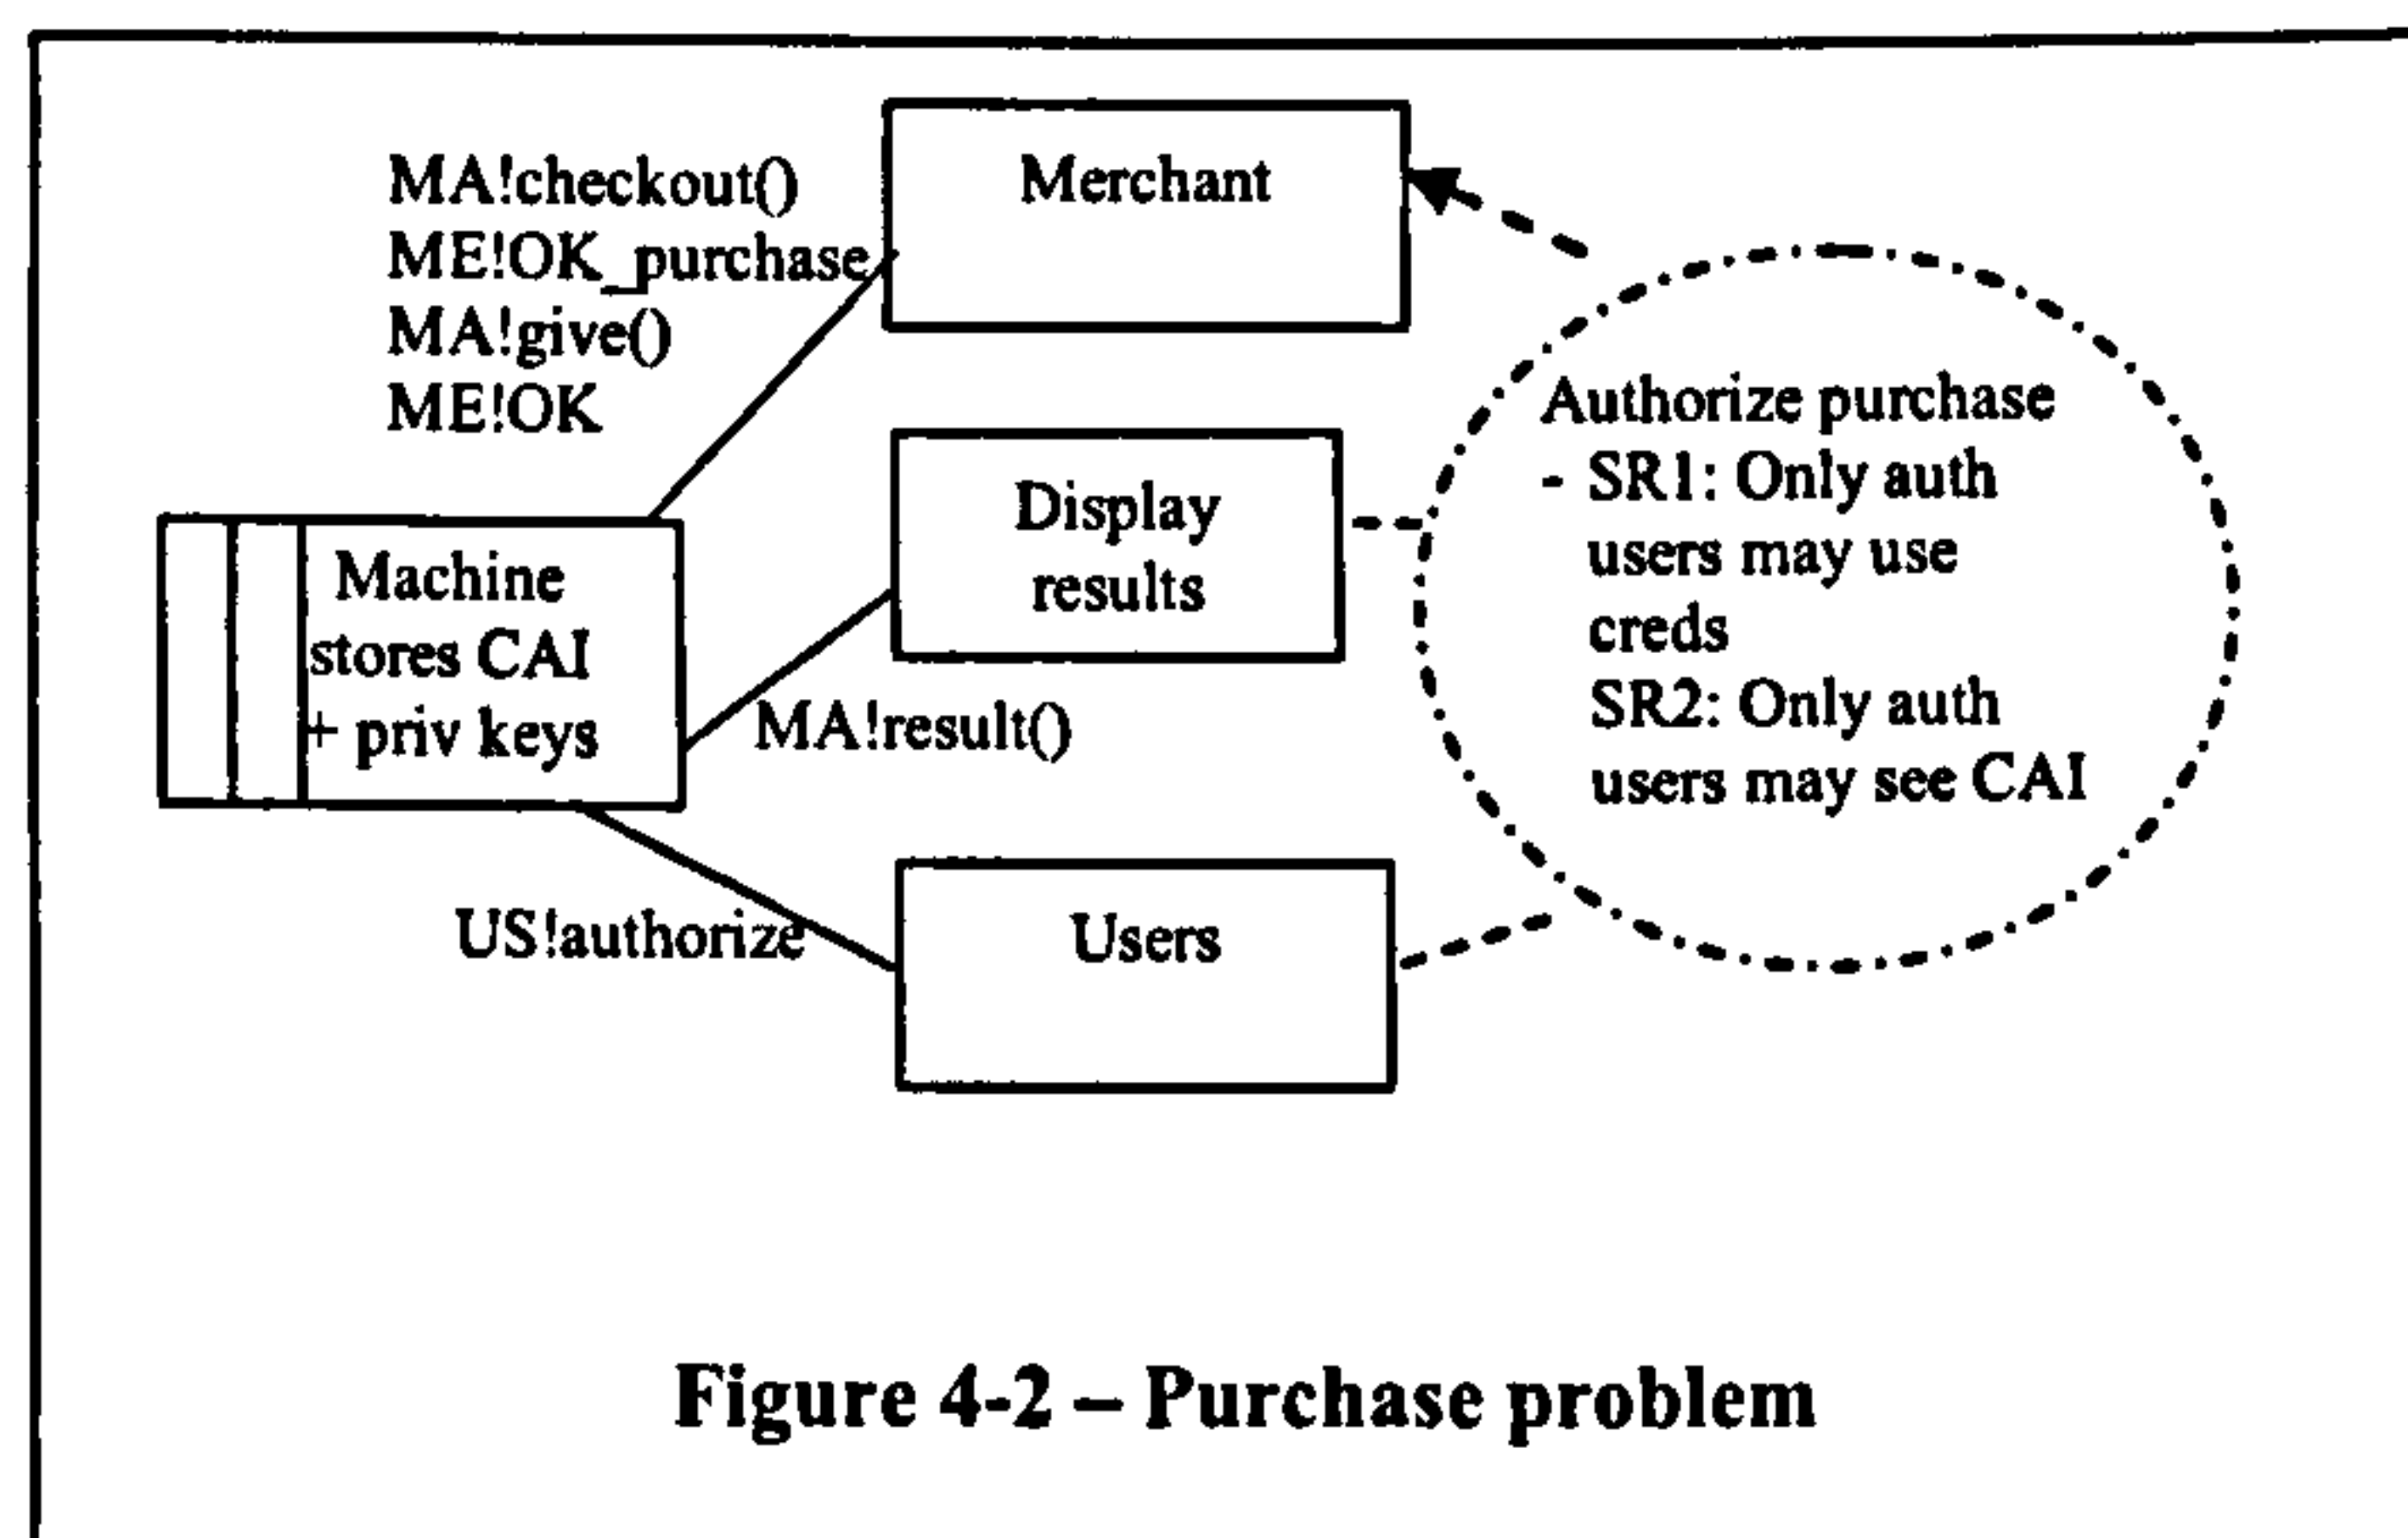 MA!checkout()
ME!OK_purchase
MA!give()
ME!OK
Merchant
Display
results
Machine
stores CAI
+ priv keys
MA!result()
US!authorize
Users
Authorize purchase
- SR1: Only auth
users may use
creds
SR2: Only auth
users may see CAI
Figure 4-2 – Purchase problem